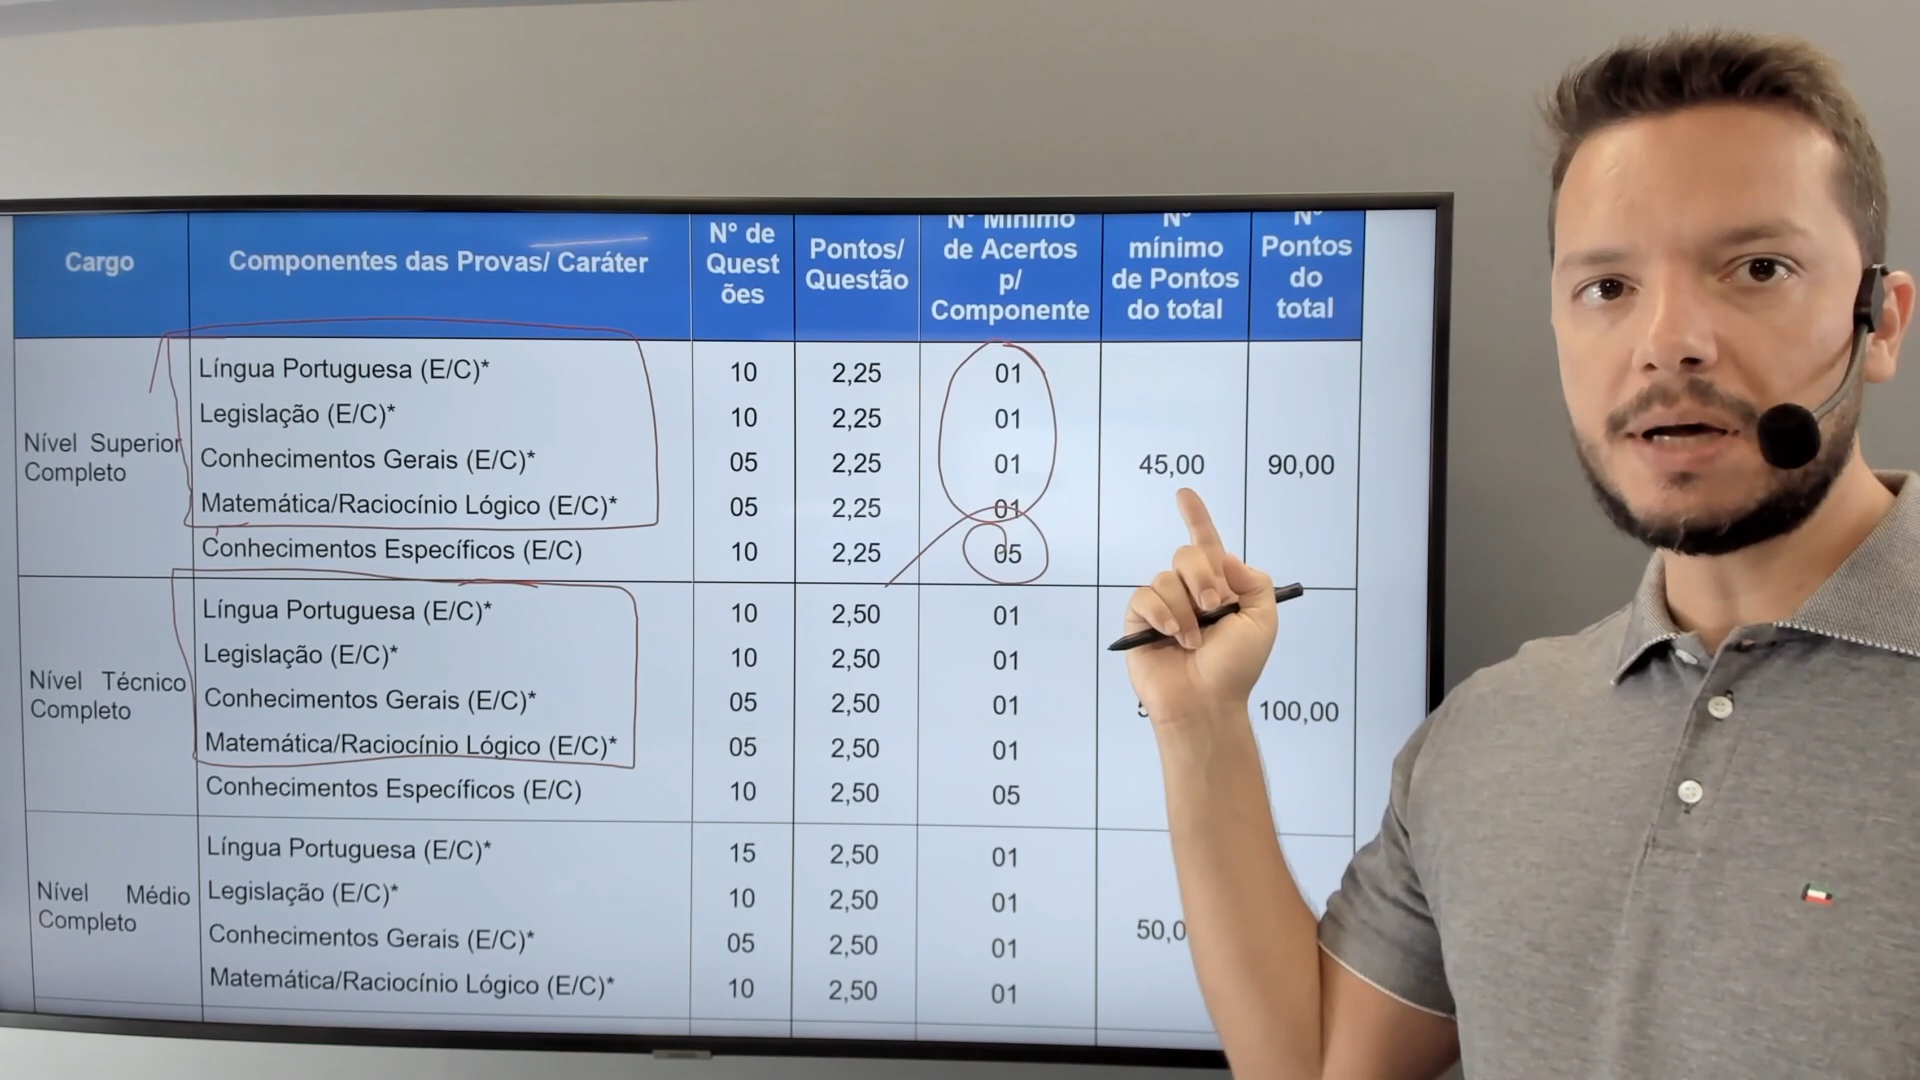 Cargo
Componentes das Provas/ Caráter
N° de
Quest
ões
Pontos/
Questão
N° Mínimo
de Acertos
p/
Componente
N°
mínimo
de Pontos
do total
N°
Pontos
do
total
Nível Superior
Completo
Língua Portuguesa (E/C)* 10 2,25 01
Legislação (E/C)* 10 2,25 01
Conhecimentos Gerais (E/C)* 05 2,25 01
Matemática/Raciocínio Lógico (E/C)* 05 2,25 01
Conhecimentos Específicos (E/C) 10 2,25 05
45,00
90,00
Nível Técnico
Completo
Língua Portuguesa (E/C)* 10 2,50 01
Legislação (E/C)* 10 2,50 01
Conhecimentos Gerais (E/C)* 05 2,50 01
Matemática/Raciocínio Lógico (E/C)* 05 2,50 01
Conhecimentos Específicos (E/C) 10 2,50 05
100,00
Nível Médio
Completo
Língua Portuguesa (E/C)* 15 2,50 01
Legislação (E/C)* 10 2,50 01
Conhecimentos Gerais (E/C)* 05 2,50 01
Matemática/Raciocínio Lógico (E/C)* 10 2,50 01
50,0